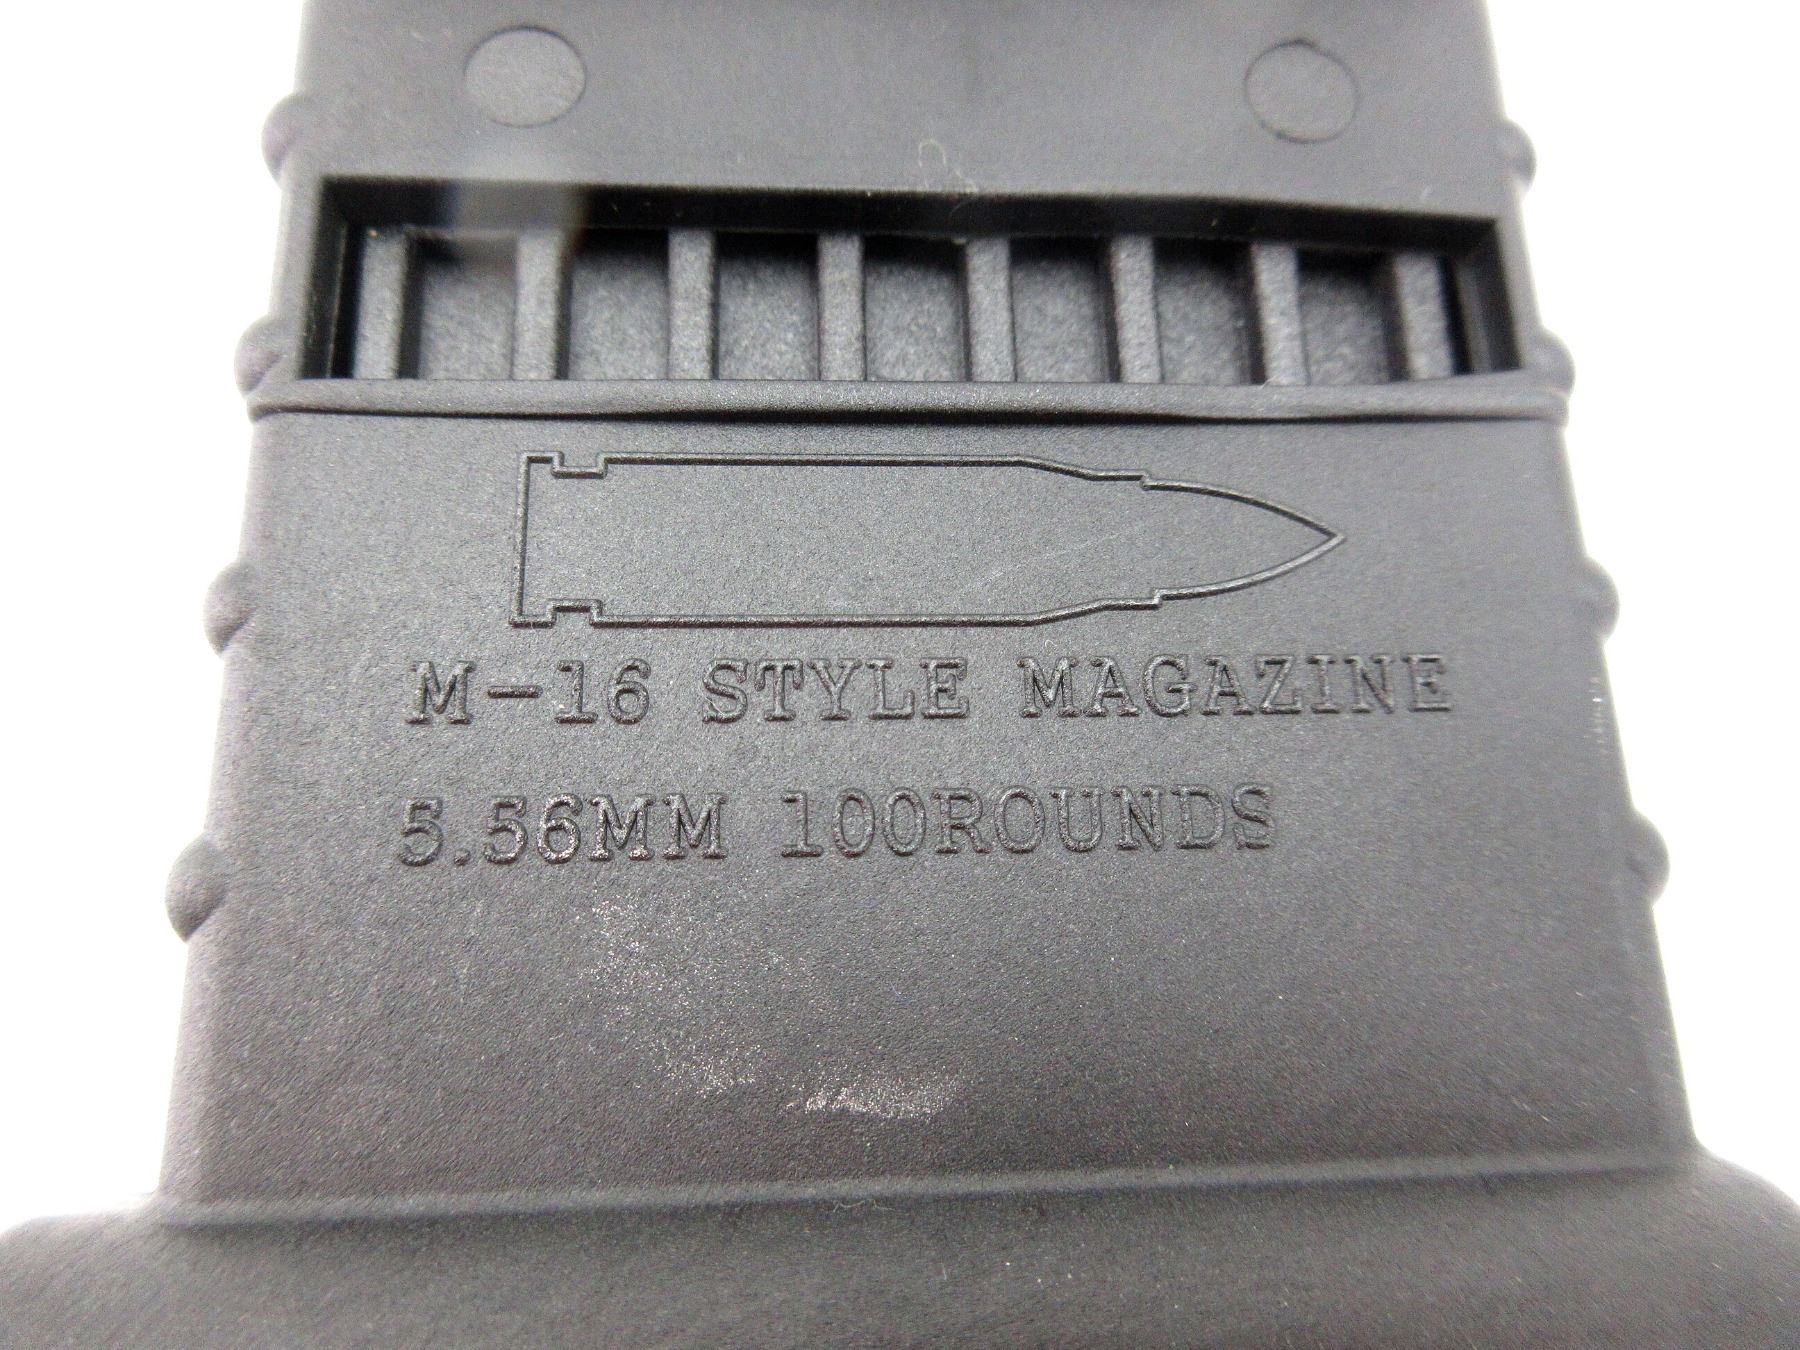 M-16 STYLE MAGAZINE
5.56MM 100ROUNDS